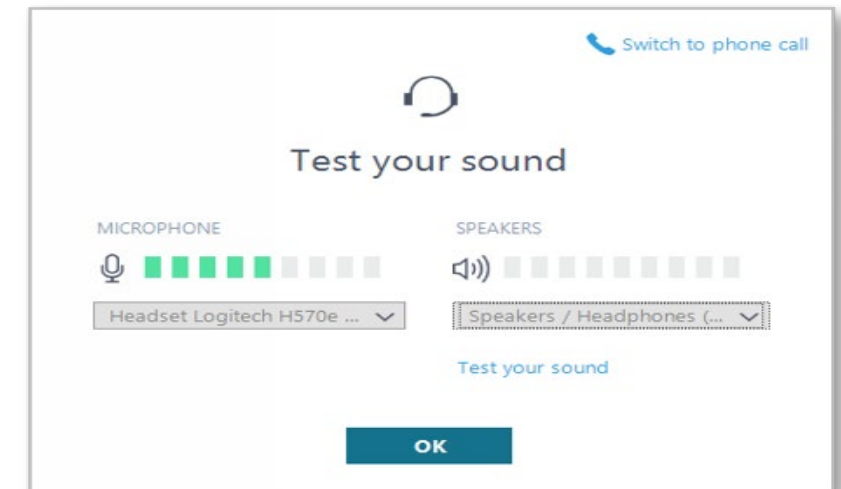 Switch to phone call
Test your sound
MICROPHONE
SPEAKERS
Headset Logitech H570e ...
Speakers / Headphones (...
Test your sound
OK